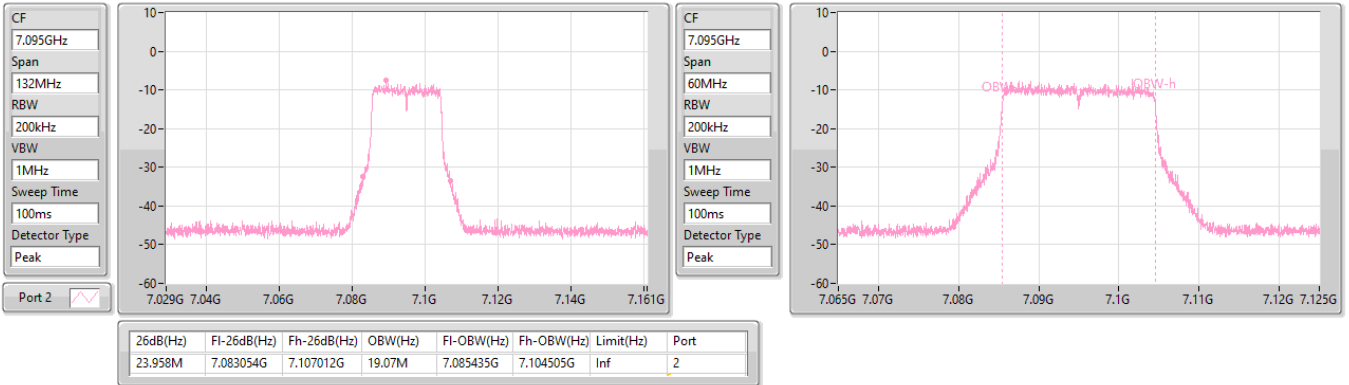 CF
7.095GHz
Span
132MHz
RBW
200kHz
VBW
1MHz
Sweep Time
100ms
Detector Type
Peak
Port 2
10
0
-10
-20
-30
-40
-50
-60
7.029G 7.04G 7.06G 7.08G 7.1G 7.12G 7.14G 7.161G
CF
7.095GHz
Span
60MHz
RBW
200kHz
VBW
1MHz
Sweep Time
100ms
Detector Type
Peak
10
0
-10
-20
-30
-40
-50
-60
OBW-h
7.065G 7.07G 7.08G 7.09G 7.1G 7.11G 7.12G 7.125G
26dB(Hz) Fl-26dB(Hz) Fh-26dB(Hz) OBW(Hz) Fl-OBW(Hz) Fh-OBW(Hz) Limit(Hz) Port
23.958M 7.083054G 7.107012G 19.07M 7.085435G 7.104505G Inf 2